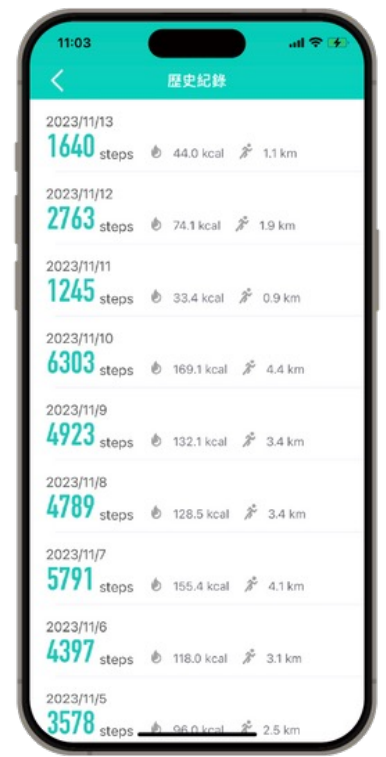 11:03
歷史紀錄
2023/11/13
1640 steps 44.0 kcal 1.1 km
2023/11/12
2763 steps 74.1 kcal 1.9 km
2023/11/11
1245 steps 33.4 kcal 0.9 km
2023/11/10
6303 steps 169.1 kcal 4.4 km
2023/11/9
4923 steps 132.1 kcal 3.4 km
2023/11/8
4789 steps 128.5 kcal 3.4 km
2023/11/7
5791 steps 155.4 kcal 4.1 km
2023/11/6
4397 steps 118.0 kcal 3.1 km
2023/11/5
3578 steps 96.0 kcal 2.5 km